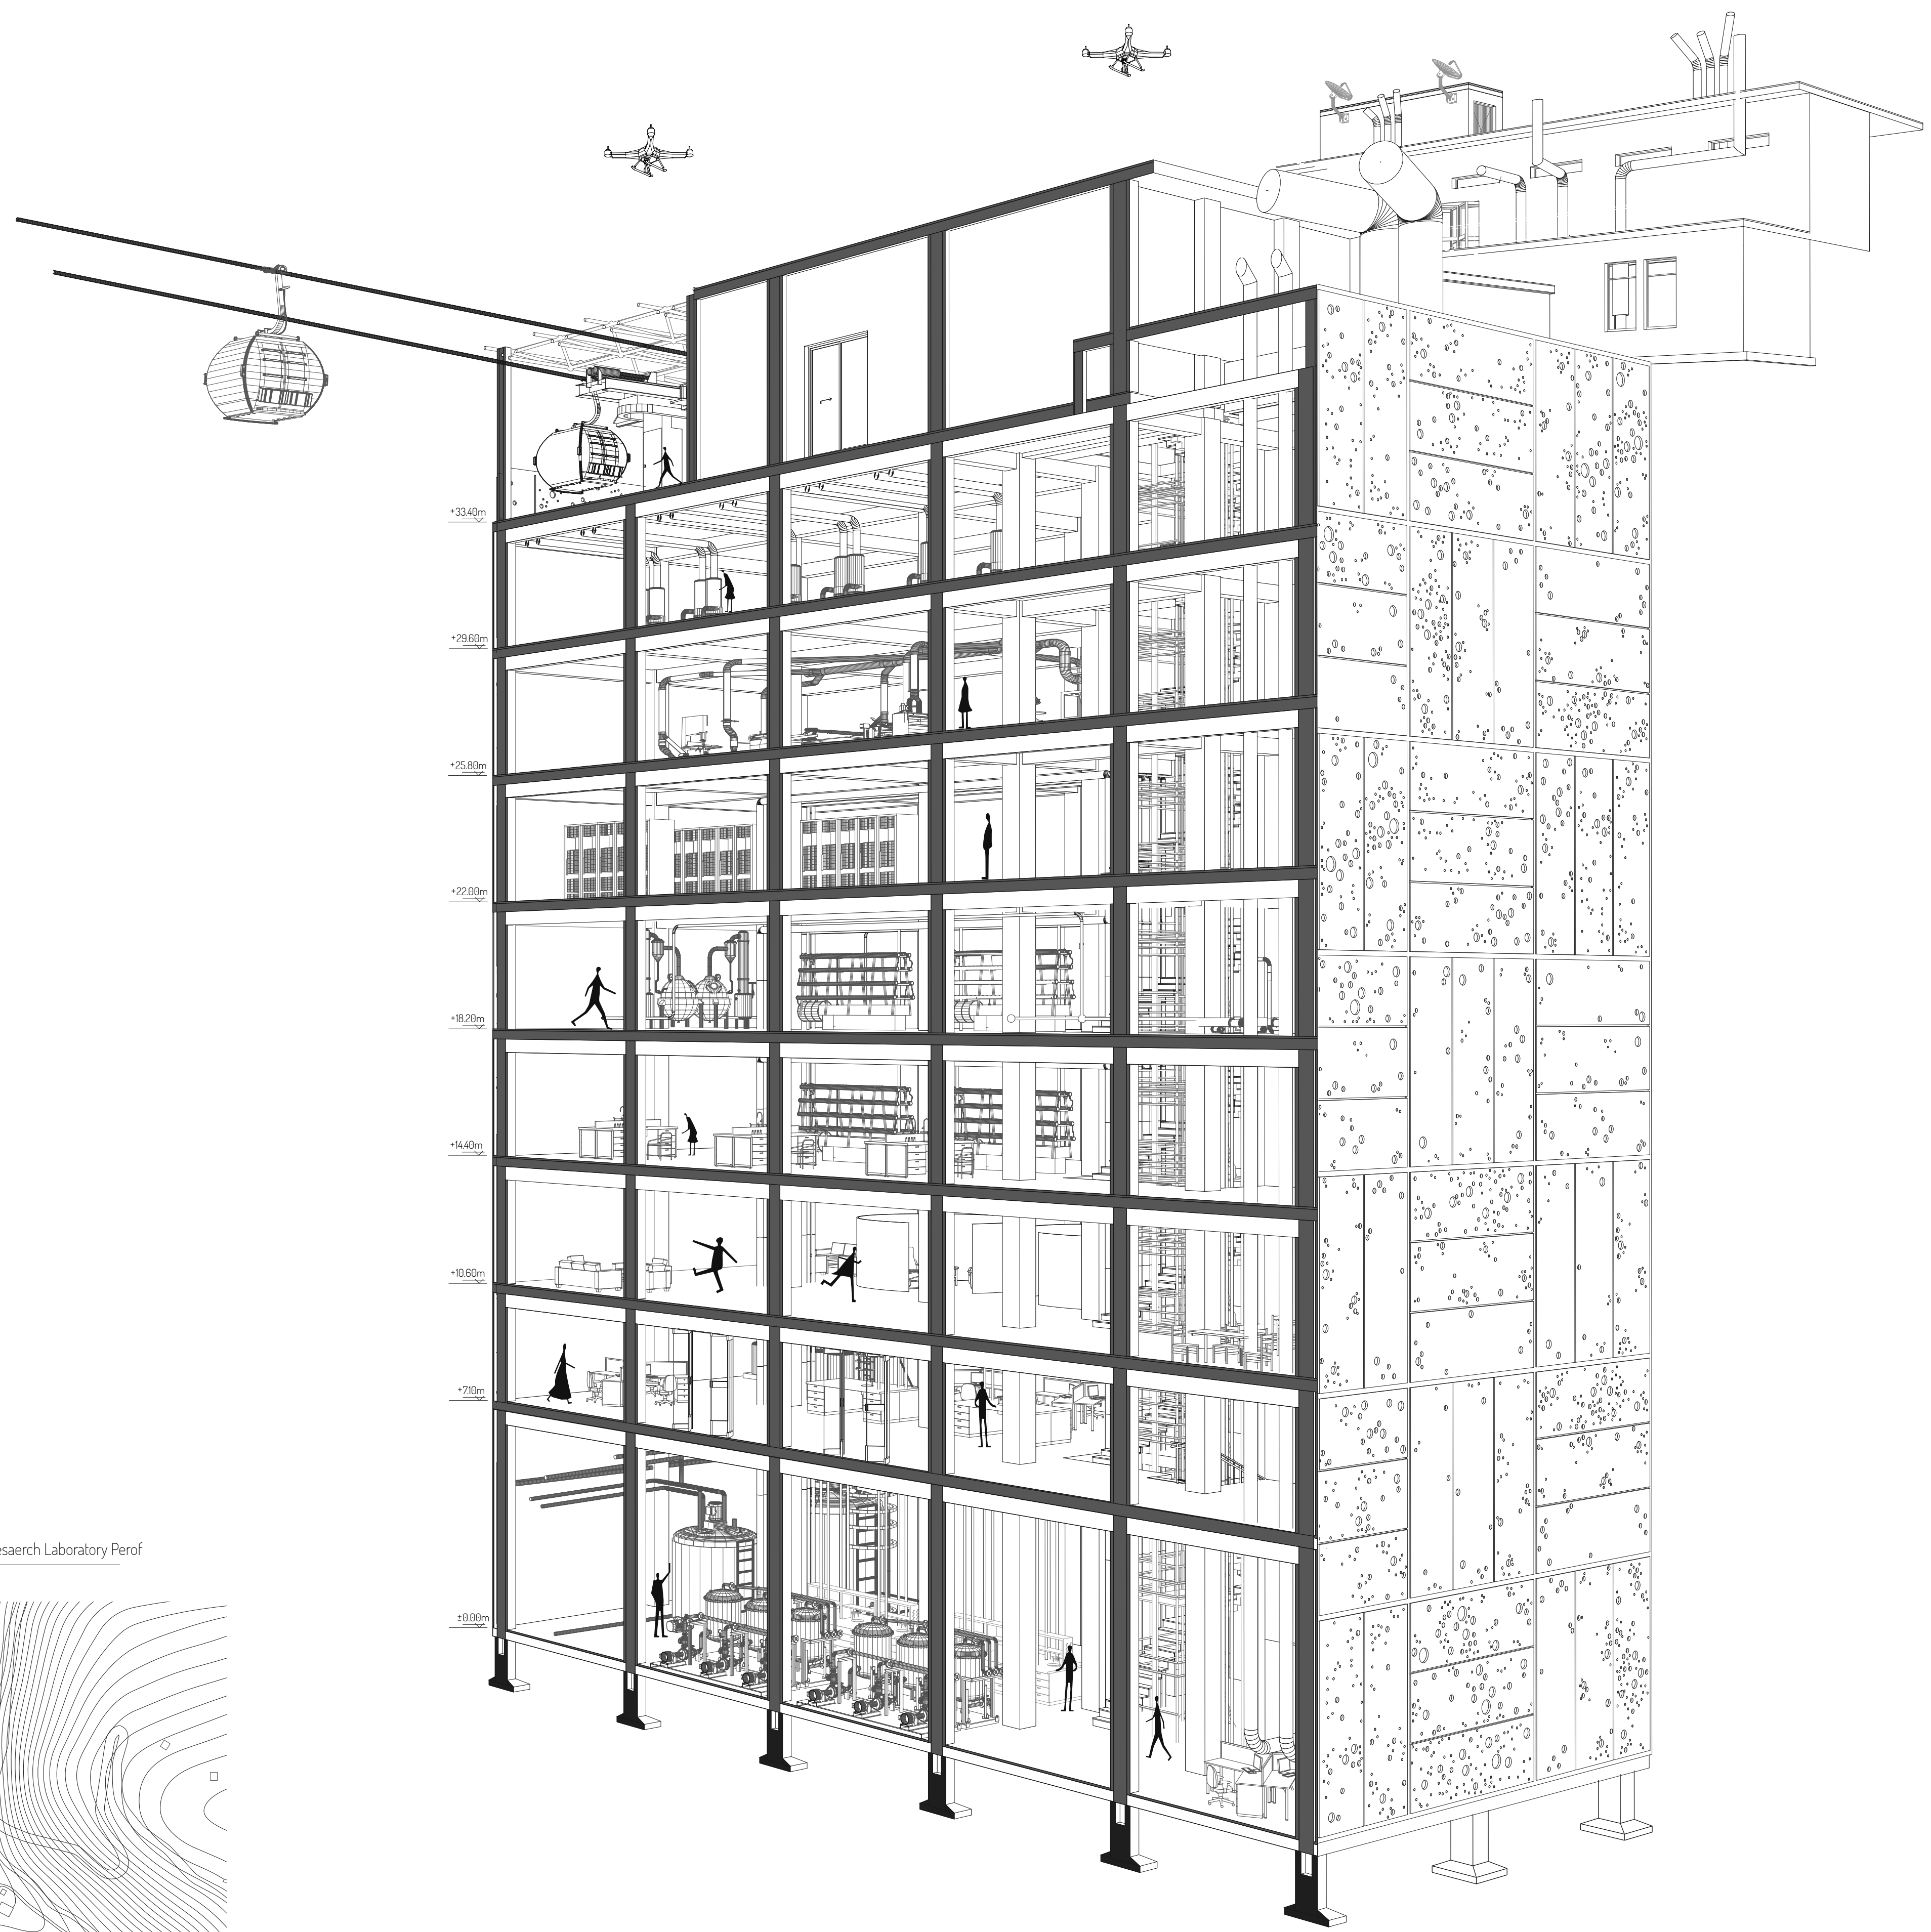 +33.40m
+29.60m
+25.80m
+22.00m
+18.20m
+14.40m
+10.60m
+7.10m
esaerch Laboratory Perof
±0.00m